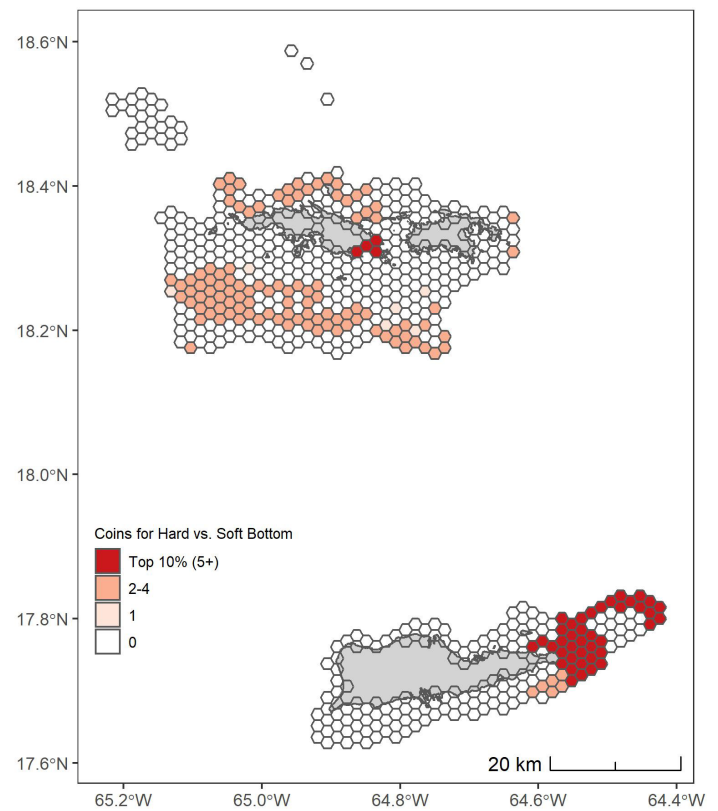 18.6°N
18.4°N
18.2°N
18.0°N
17.8°N
17.6°N
Coins for Hard vs. Soft Bottom
Top 10% (5+)
2-4
1
0
20 km
65.2°W 65.0°W 64.8°W 64.6°W 64.4°W